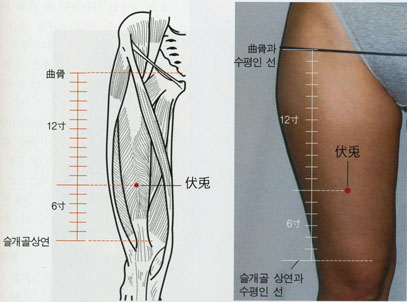 曲骨
12寸
伏兎
6寸
슬개골상연
曲骨과
수평인 선
12寸
伏兎
6寸
슬개골 상연과
수평인 선